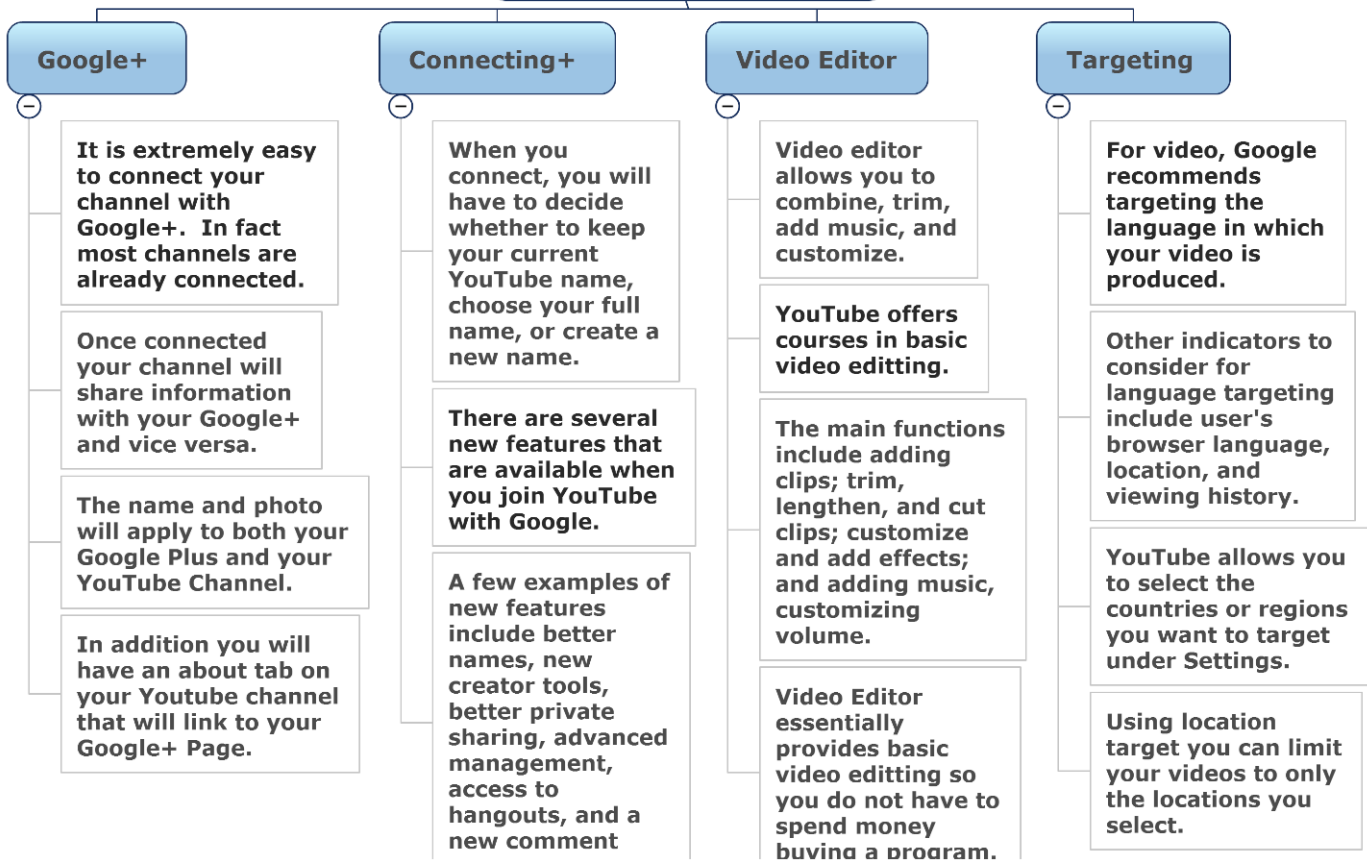 Google+
It is extremely easy
to connect your
channel with
Google+.  In fact
most channels are
already connected.
Once connected
your channel will
share information
with your Google+
and vice versa.
The name and photo
will apply to both your
Google Plus and your
YouTube Channel.
In addition you will
have an about tab on
your Youtube channel
that will link to your
Google+ Page.
Connecting+
When you
connect, you will
have to decide
whether to keep
your current
YouTube name,
choose your full
name, or create a
new name.
There are several
new features that
are available when
you join YouTube
with Google.
A few examples of
new features
include better
names, new
creator tools,
better private
sharing, advanced
management,
access to
hangouts, and a
new comment
Video Editor
Video editor
allows you to
combine, trim,
add music, and
customize.
YouTube offers
courses in basic
video editting.
The main functions
include adding
clips; trim,
lengthen, and cut
clips; customize
and add effects;
and adding music,
customizing
volume.
Video Editor
essentially
provides basic
video editting so
you do not have to
spend money
buying a program.
Targeting
For video, Google
recommends
targeting the
language in which
your video is
produced.
Other indicators to
consider for
language targeting
include user's
browser language,
location, and
viewing history.
YouTube allows you
to select the
countries or regions
you want to target
under Settings.
Using location
target you can limit
your videos to only
the locations you
select.